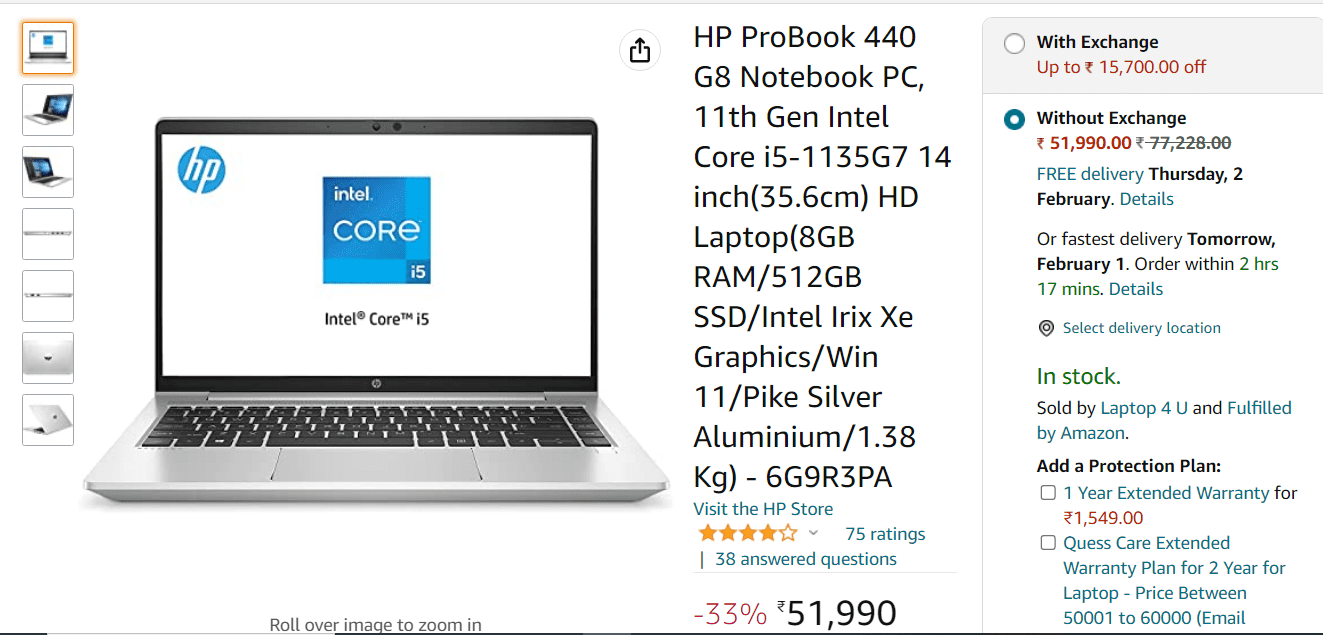 hp
intel.
CORE™
i5
Intel® Core™ i5
hp
Roll over image to zoom in
HP ProBook 440
G8 Notebook PC,
11th Gen Intel
Core i5-1135G7 14
inch(35.6cm) HD
Laptop(8GB
RAM/512GB
SSD/Intel Irix Xe
Graphics/Win
11/Pike Silver
Aluminium/1.38
Kg) - 6G9R3PA
Visit the HP Store
75 ratings
| 38 answered questions
-33% ₹51,990
With Exchange
Up to ₹ 15,700.00 off
Without Exchange
₹ 51,990.00 ₹ 77,228.00
FREE delivery Thursday, 2
February. Details
Or fastest delivery Tomorrow,
February 1. Order within 2 hrs
17 mins. Details
Select delivery location
In stock.
Sold by Laptop 4 U and Fulfilled
by Amazon.
Add a Protection Plan:
1 Year Extended Warranty for
₹1,549.00
Quess Care Extended
Warranty Plan for 2 Year for
Laptop - Price Between
50001 to 60000 (Email